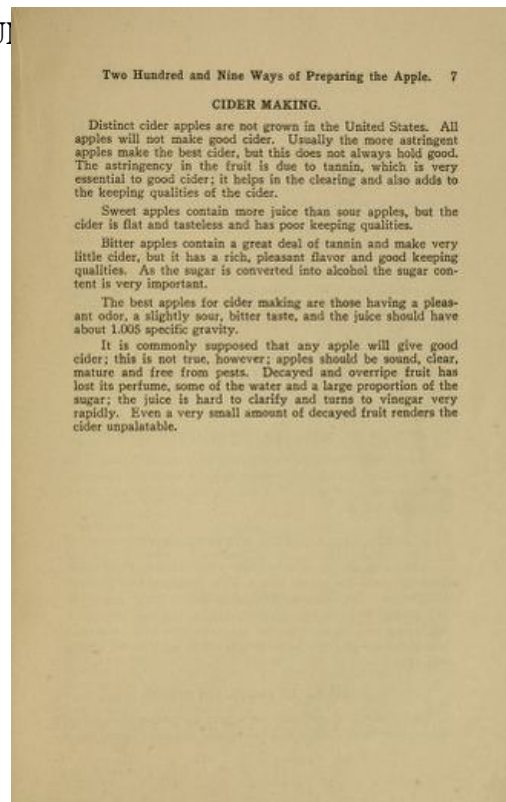 Two Hundred and Nine Ways of Preparing the Apple. 7
CIDER MAKING.
Distinct cider apples are not grown in the United States. All
apples will not make good cider. Usually the more astringent
apples make the best cider, but this does not always hold good.
The astringency in the fruit is due to tannin, which is very
essential to good cider; it helps in the clearing and also adds to
the keeping qualities of the cider.
Sweet apples contain more juice than sour apples, but the
cider is flat and tasteless and has poor keeping qualities.
Bitter apples contain a great deal of tannin and make very
little cider, but it has a rich, pleasant flavor and good keeping
qualities. As the sugar is converted into alcohol the sugar con-
tent is very important.
The best apples for cider making are those having a pleas-
ant odor, a slightly sour, bitter taste, and the juice should have
about 1.005 specific gravity.
It is commonly supposed that any apple will give good
cider; this is not true, however; apples should be sound, clear,
mature and free from pests. Decayed and overripe fruit has
lost its perfume, some of the water and a large proportion of the
sugar; the juice is hard to clarify and turns to vinegar very
rapidly. Even a very small amount of decayed fruit renders the
cider unpalatable.